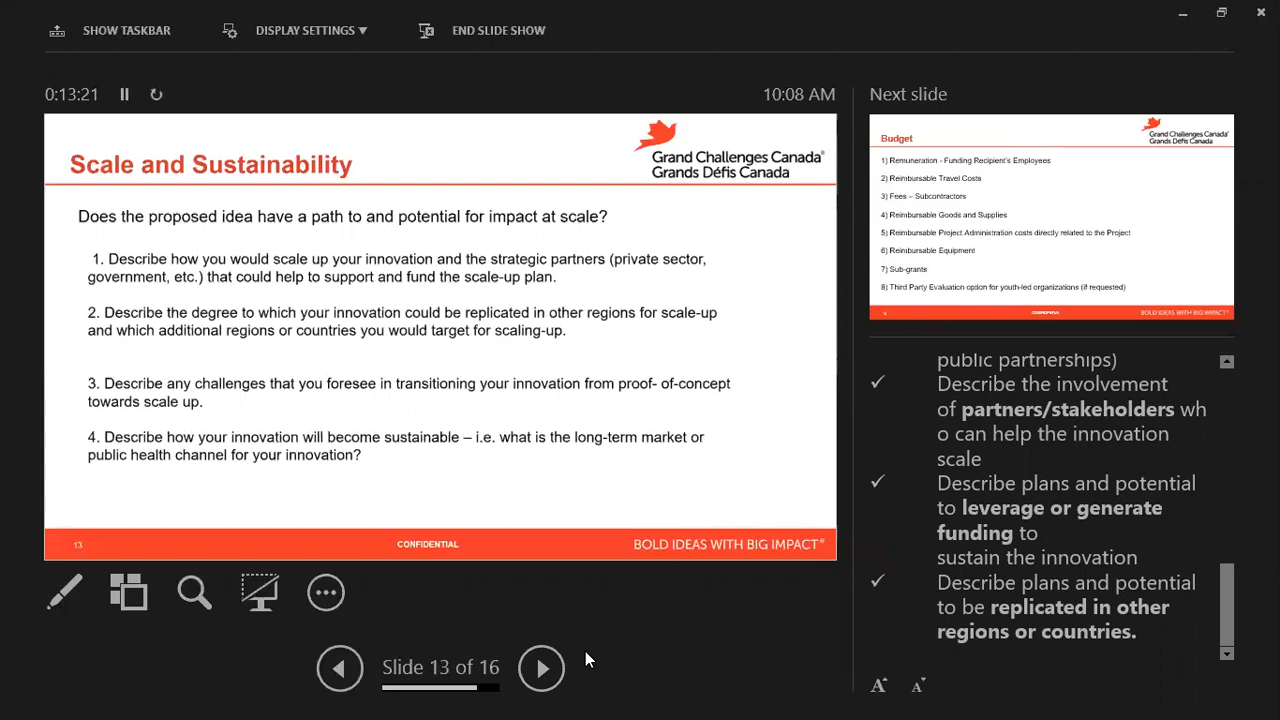 SHOW TASKBAR
DISPLAY SETTINGS ▼
END SLIDE SHOW
0:13:21
10:08 AM
Scale and Sustainability
Grand Challenges Canada®
Grands Défis Canada
Does the proposed idea have a path to and potential for impact at scale?
1. Describe how you would scale up your innovation and the strategic partners (private sector,
government, etc.) that could help to support and fund the scale-up plan.
2. Describe the degree to which your innovation could be replicated in other regions for scale-up
and which additional regions or countries you would target for scaling-up.
3. Describe any challenges that you foresee in transitioning your innovation from proof- of-concept
towards scale up.
4. Describe how your innovation will become sustainable – i.e. what is the long-term market or
public health channel for your innovation?
13
CONFIDENTIAL
BOLD IDEAS WITH BIG IMPACT®
Slide 13 of 16
Next slide
Budget
Grand Challenges Canada®
Grands Défis Canada
1) Remuneration - Funding Recipient's Employees
2) Reimbursable Travel Costs
3) Fees – Subcontractors
4) Reimbursable Goods and Supplies
5) Reimbursable Project Administration costs directly related to the Project
6) Reimbursable Equipment
7) Sub-grants
8) Third Party Evaluation option for youth-led organizations (if requested)
CONFIDENTIAL
BOLD IDEAS WITH BIG IMPACT®
public partnerships)
✓ Describe the involvement
of partners/stakeholders wh
o can help the innovation
scale
✓ Describe plans and potential
to leverage or generate
funding to
sustain the innovation
✓ Describe plans and potential
to be replicated in other
regions or countries.
A A